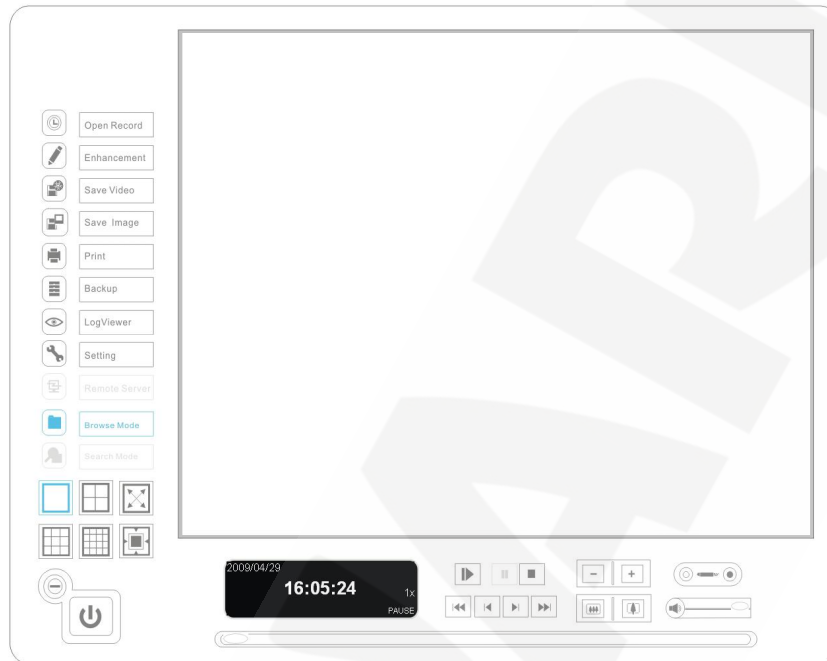 Open Record
Enhancement
Save Video
Save Image
Print
Backup
LogViewer
Setting
Remote Server
Browse Mode
Search Mode
2009/04/29
16:05:24
1x
PAUSE